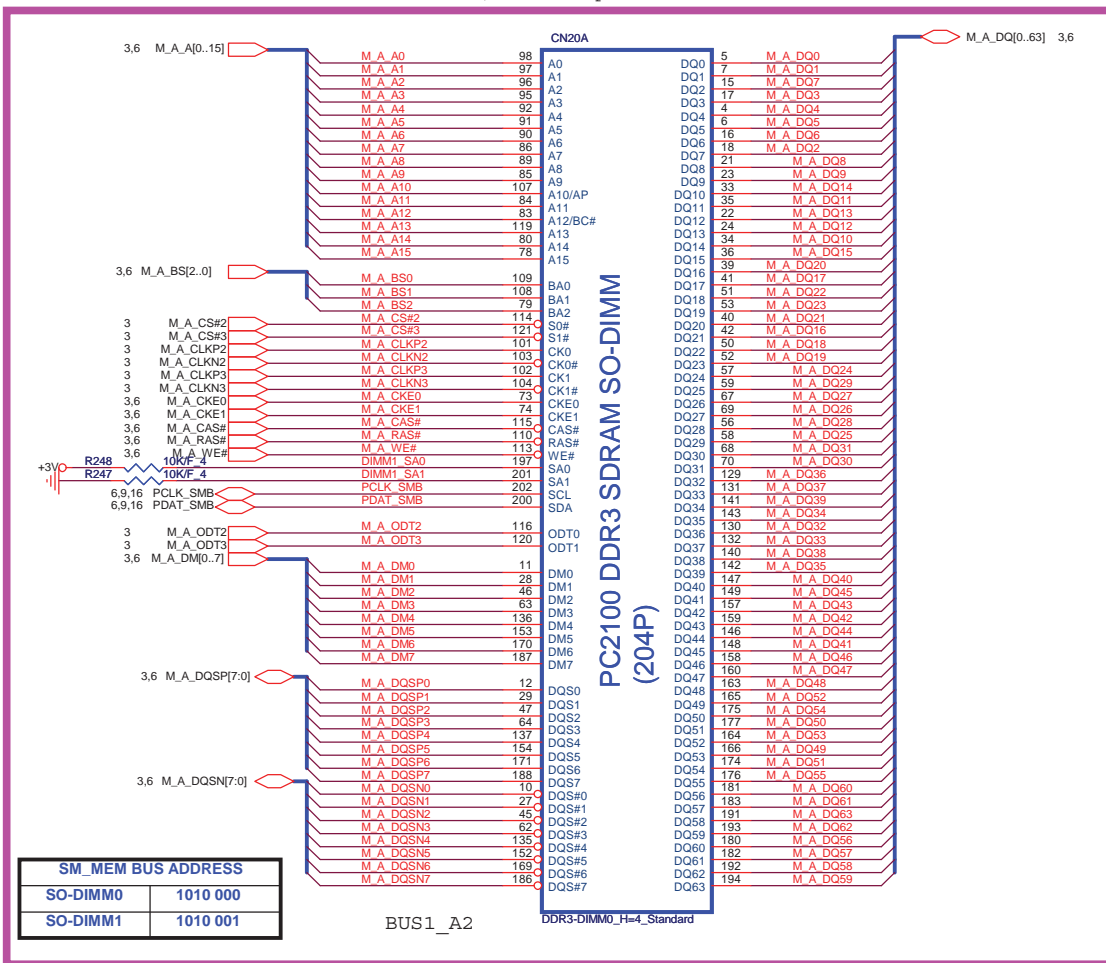 CN20A
3,6 M_A_A[0..15]
M_A_DQ[0..63] 3,6
M_A_A0 98 A0 DQ0 5 M_A_DQ0
M_A_A1 97 A1 DQ1 7 M_A_DQ1
M_A_A2 96 A2 DQ2 15 M_A_DQ7
M_A_A3 95 A3 DQ3 17 M_A_DQ3
M_A_A4 92 A4 DQ4 4 M_A_DQ4
M_A_A5 91 A5 DQ5 6 M_A_DQ5
M_A_A6 90 A6 DQ6 16 M_A_DQ6
M_A_A7 86 A7 DQ7 18 M_A_DQ2
M_A_A8 89 A8 DQ8 21 M_A_DQ8
M_A_A9 85 A9 DQ9 23 M_A_DQ9
M_A_A10 107 A10/AP DQ10 33 M_A_DQ14
M_A_A11 84 A11 DQ11 35 M_A_DQ11
M_A_A12 83 A12/BC# DQ12 22 M_A_DQ13
M_A_A13 119 A13 DQ13 24 M_A_DQ12
M_A_A14 80 A14 DQ14 34 M_A_DQ10
M_A_A15 78 A15 DQ15 36 M_A_DQ15
DQ16 39 M_A_DQ20
3,6 M_A_BS[2..0]
M_A_BS0 109 BA0 DQ17 41 M_A_DQ17
M_A_BS1 108 BA1 DQ18 51 M_A_DQ22
M_A_BS2 79 BA2 DQ19 53 M_A_DQ23
3 M_A_CS#2 M_A_CS#2 114 S0# DQ20 40 M_A_DQ21
3 M_A_CS#3 M_A_CS#3 121 S1# DQ21 42 M_A_DQ16
3 M_A_CLKP2 M_A_CLKP2 101 CK0 DQ22 50 M_A_DQ18
3 M_A_CLKN2 M_A_CLKN2 103 CK0# DQ23 52 M_A_DQ19
3 M_A_CLKP3 M_A_CLKP3 102 CK1 DQ24 57 M_A_DQ24
3 M_A_CLKN3 M_A_CLKN3 104 CK1# DQ25 59 M_A_DQ29
3,6 M_A_CKE0 M_A_CKE0 73 CKE0 DQ26 67 M_A_DQ27
3,6 M_A_CKE1 M_A_CKE1 74 CKE1 DQ27 69 M_A_DQ26
3,6 M_A_CAS# M_A_CAS# 115 CAS# DQ28 56 M_A_DQ28
3,6 M_A_RAS# M_A_RAS# 110 RAS# DQ29 58 M_A_DQ25
3,6 M_A_WE# M_A_WE# 113 WE# DQ30 68 M_A_DQ31
+3V R248 10K/F_4 DIMM1_SA0 197 SA0 DQ31 70 M_A_DQ30
R247 10K/F_4 DIMM1_SA1 201 SA1 DQ32 129 M_A_DQ36
6,9,16 PCLK_SMB PCLK_SMB 202 SCL DQ33 131 M_A_DQ37
6,9,16 PDAT_SMB PDAT_SMB 200 SDA DQ34 141 M_A_DQ39
DQ35 143 M_A_DQ34
3 M_A_ODT2 M_A_ODT2 116 ODT0 DQ36 130 M_A_DQ32
3 M_A_ODT3 M_A_ODT3 120 ODT1 DQ37 132 M_A_DQ33
3,6 M_A_DM[0..7] DQ38 140 M_A_DQ38
M_A_DM0 11 DM0 DQ39 142 M_A_DQ35
M_A_DM1 28 DM1 DQ40 147 M_A_DQ40
M_A_DM2 46 DM2 DQ41 149 M_A_DQ45
M_A_DM3 63 DM3 DQ42 157 M_A_DQ43
M_A_DM4 136 DM4 DQ43 159 M_A_DQ42
M_A_DM5 153 DM5 DQ44 146 M_A_DQ44
M_A_DM6 170 DM6 DQ45 148 M_A_DQ41
M_A_DM7 187 DM7 DQ46 158 M_A_DQ46
DQ47 160 M_A_DQ47
3,6 M_A_DQSP[7:0]
M_A_DQSP0 12 DQS0 DQ48 163 M_A_DQ48
M_A_DQSP1 29 DQS1 DQ49 165 M_A_DQ52
M_A_DQSP2 47 DQS2 DQ50 175 M_A_DQ54
M_A_DQSP3 64 DQS3 DQ51 177 M_A_DQ50
M_A_DQSP4 137 DQS4 DQ52 164 M_A_DQ53
M_A_DQSP5 154 DQS5 DQ53 166 M_A_DQ49
M_A_DQSP6 171 DQS6 DQ54 174 M_A_DQ51
M_A_DQSP7 188 DQS7 DQ55 176 M_A_DQ55
3,6 M_A_DQSN[7:0]
M_A_DQSN0 10 DQS#0 DQ56 181 M_A_DQ60
M_A_DQSN1 27 DQS#1 DQ57 183 M_A_DQ61
M_A_DQSN2 45 DQS#2 DQ58 191 M_A_DQ63
M_A_DQSN3 62 DQS#3 DQ59 193 M_A_DQ62
M_A_DQSN4 135 DQS#4 DQ60 180 M_A_DQ56
M_A_DQSN5 152 DQS#5 DQ61 182 M_A_DQ57
M_A_DQSN6 169 DQS#6 DQ62 192 M_A_DQ58
M_A_DQSN7 186 DQS#7 DQ63 194 M_A_DQ59
PC2100 DDR3 SDRAM SO-DIMM
(204P)
SM_MEM BUS ADDRESS
SO-DIMM0 1010 000
SO-DIMM1 1010 001
BUS1_A2
DDR3-DIMM0_H=4_Standard